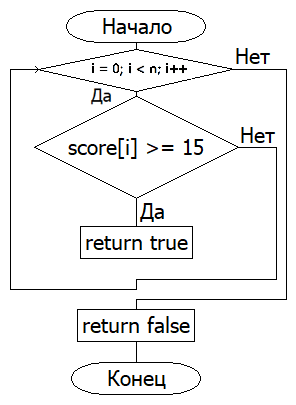 Начало
i = 0; i < n; i++
Нет
Да
score[i] >= 15
Нет
Да
return true
return false
Конец